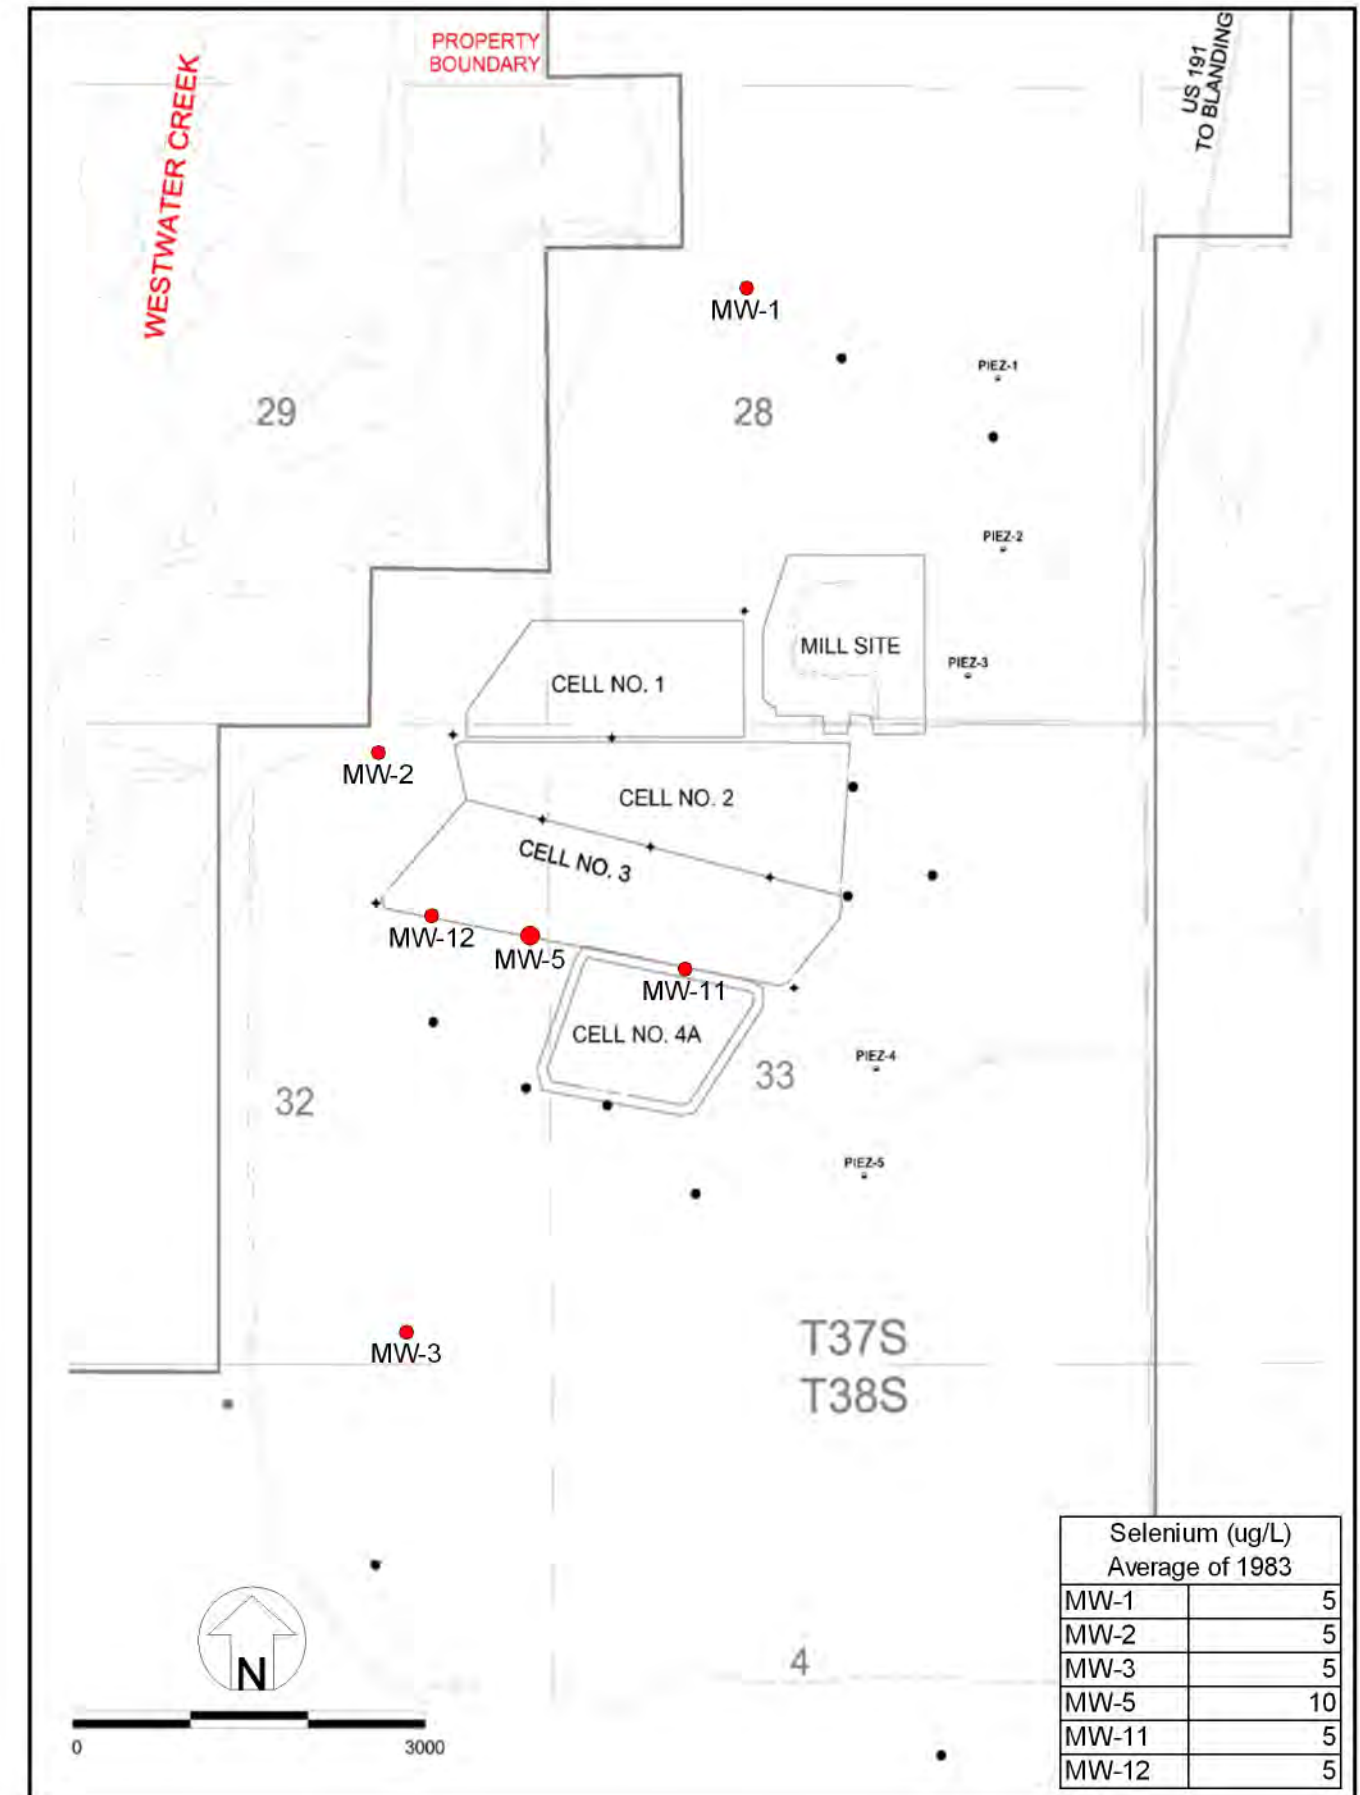 PROPERTY
BOUNDARY
WESTWATER CREEK
US 191
TO BLANDING
MW-1
PIEZ-1
29
28
PIEZ-2
MILL SITE
PIEZ-3
CELL NO. 1
MW-2
CELL NO. 2
CELL NO. 3
MW-12
MW-5
MW-11
CELL NO. 4A
PIEZ-4
33
32
PIEZ-5
T37S
MW-3
T38S
Selenium (ug/L)
Average of 1983
MW-1 5
MW-2 5
MW-3 5
MW-5 10
MW-11 5
MW-12 5
4
N
0 3000